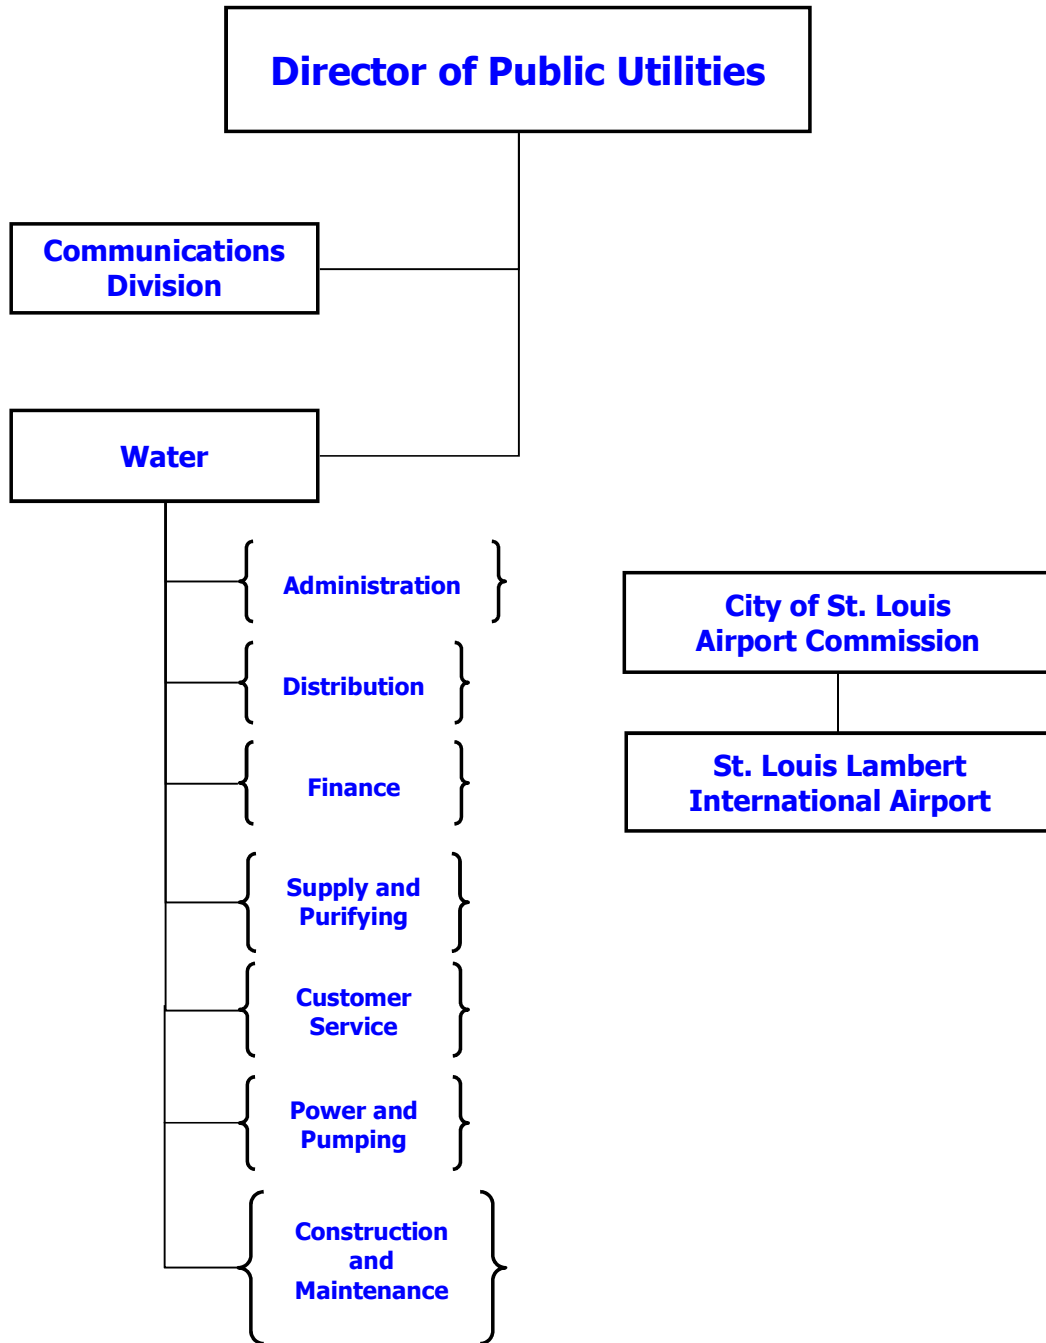 Director of Public Utilities
Communications
Division
Water
Administration
Distribution
Finance
Supply and
Purifying
Customer
Service
Power and
Pumping
Construction
and
Maintenance
City of St. Louis
Airport Commission
St. Louis Lambert
International Airport